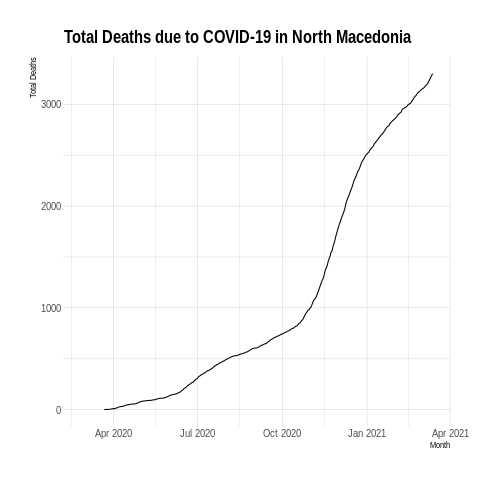 Total Deaths due to COVID-19 in North Macedonia
Total Deaths
3000
2000
1000
0
Apr 2020 Jul 2020 Oct 2020 Jan 2021 Apr 2021
Month